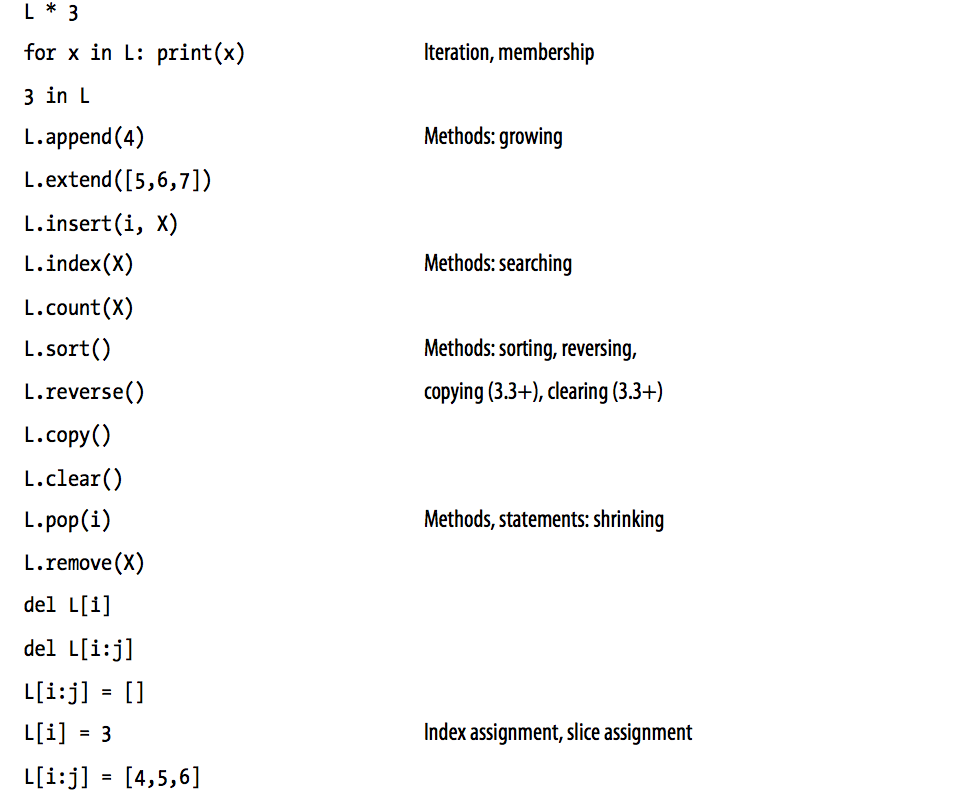 L * 3
for x in L: print(x) Iteration, membership
3 in L
L.append(4) Methods: growing
L.extend([5,6,7])
L.insert(i, X)
L.index(X) Methods: searching
L.count(X)
L.sort() Methods: sorting, reversing,
L.reverse() copying (3.3+), clearing (3.3+)
L.copy()
L.clear()
L.pop(i) Methods, statements: shrinking
L.remove(X)
del L[i]
del L[i:j]
L[i:j] = []
L[i] = 3 Index assignment, slice assignment
L[i:j] = [4,5,6]